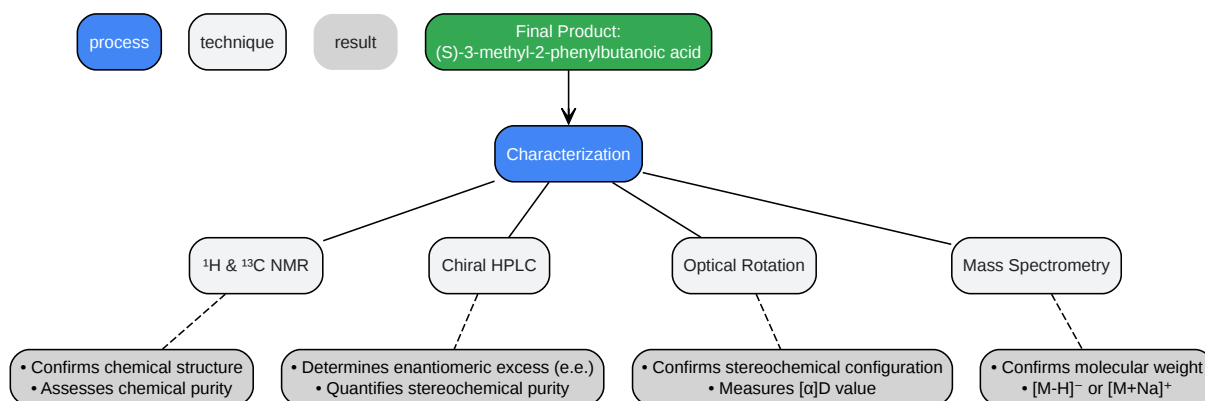 process
technique
result
Final Product:
(S)-3-methyl-2-phenylbutanoic acid
Characterization
¹H & ¹³C NMR
Chiral HPLC
Optical Rotation
Mass Spectrometry
• Confirms chemical structure
• Assesses chemical purity
• Determines enantiomeric excess (e.e.)
• Quantifies stereochemical purity
• Confirms stereochemical configuration
• Measures [α]D value
• Confirms molecular weight
• [M-H]⁻ or [M+Na]⁺